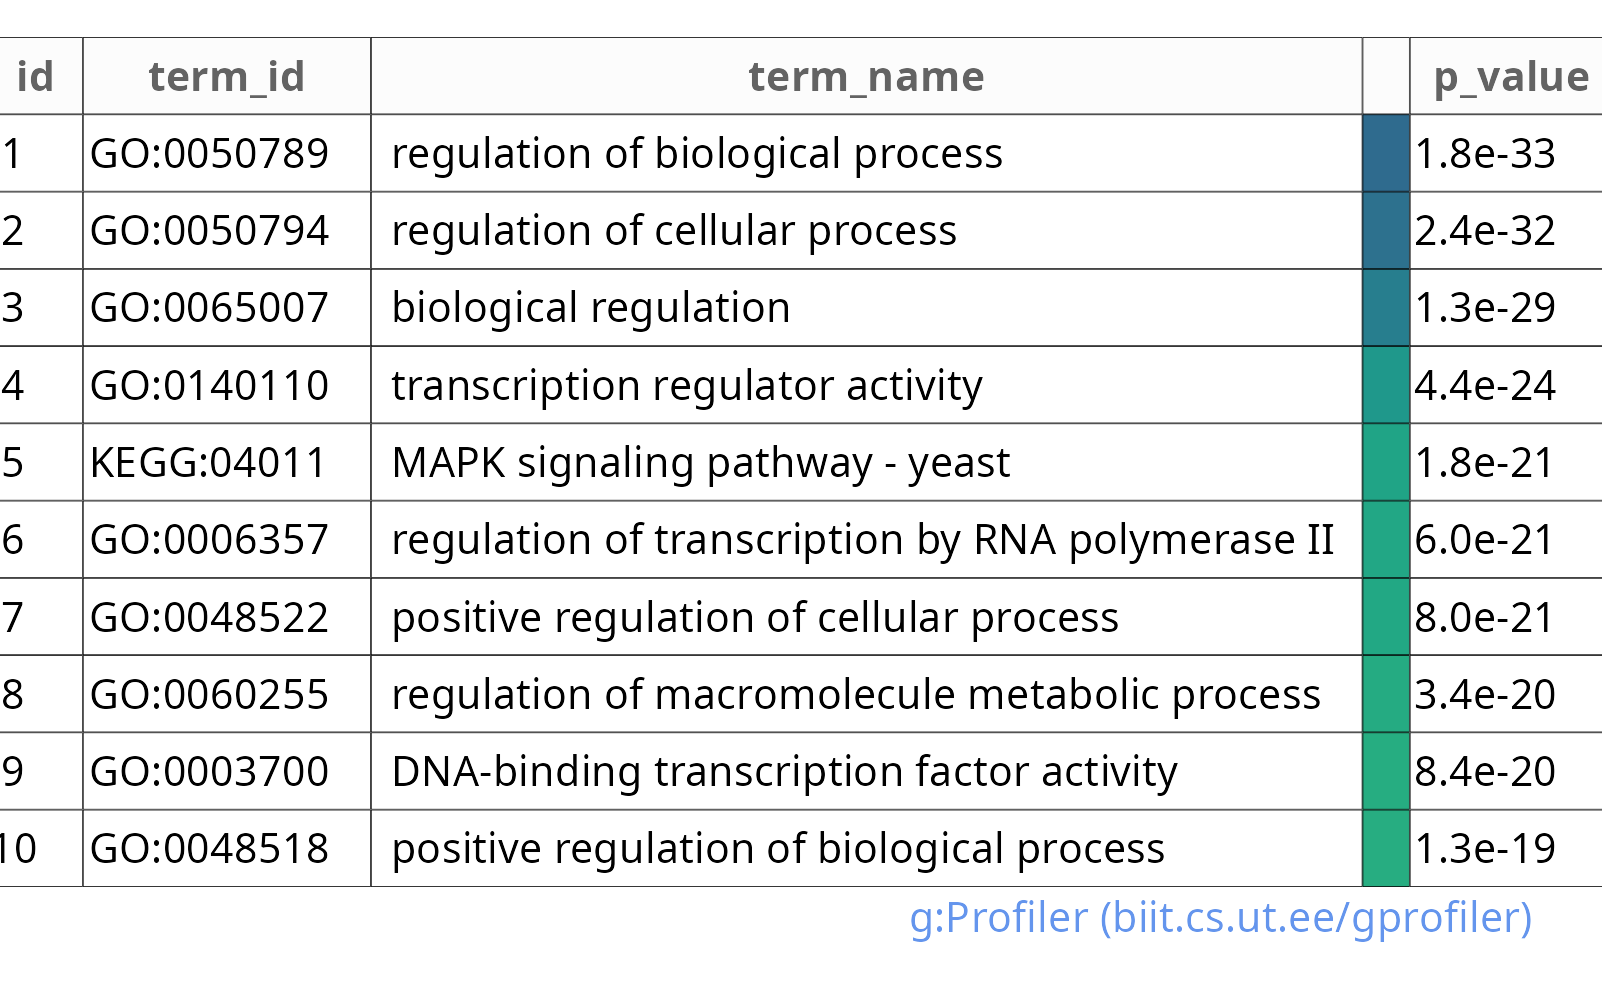 id term_id term_name p_value
1 GO:0050789 regulation of biological process 1.8e-33
2 GO:0050794 regulation of cellular process 2.4e-32
3 GO:0065007 biological regulation 1.3e-29
4 GO:0140110 transcription regulator activity 4.4e-24
5 KEGG:04011 MAPK signaling pathway - yeast 1.8e-21
6 GO:0006357 regulation of transcription by RNA polymerase II 6.0e-21
7 GO:0048522 positive regulation of cellular process 8.0e-21
8 GO:0060255 regulation of macromolecule metabolic process 3.4e-20
9 GO:0003700 DNA-binding transcription factor activity 8.4e-20
10 GO:0048518 positive regulation of biological process 1.3e-19
g:Profiler (biit.cs.ut.ee/gprofiler)